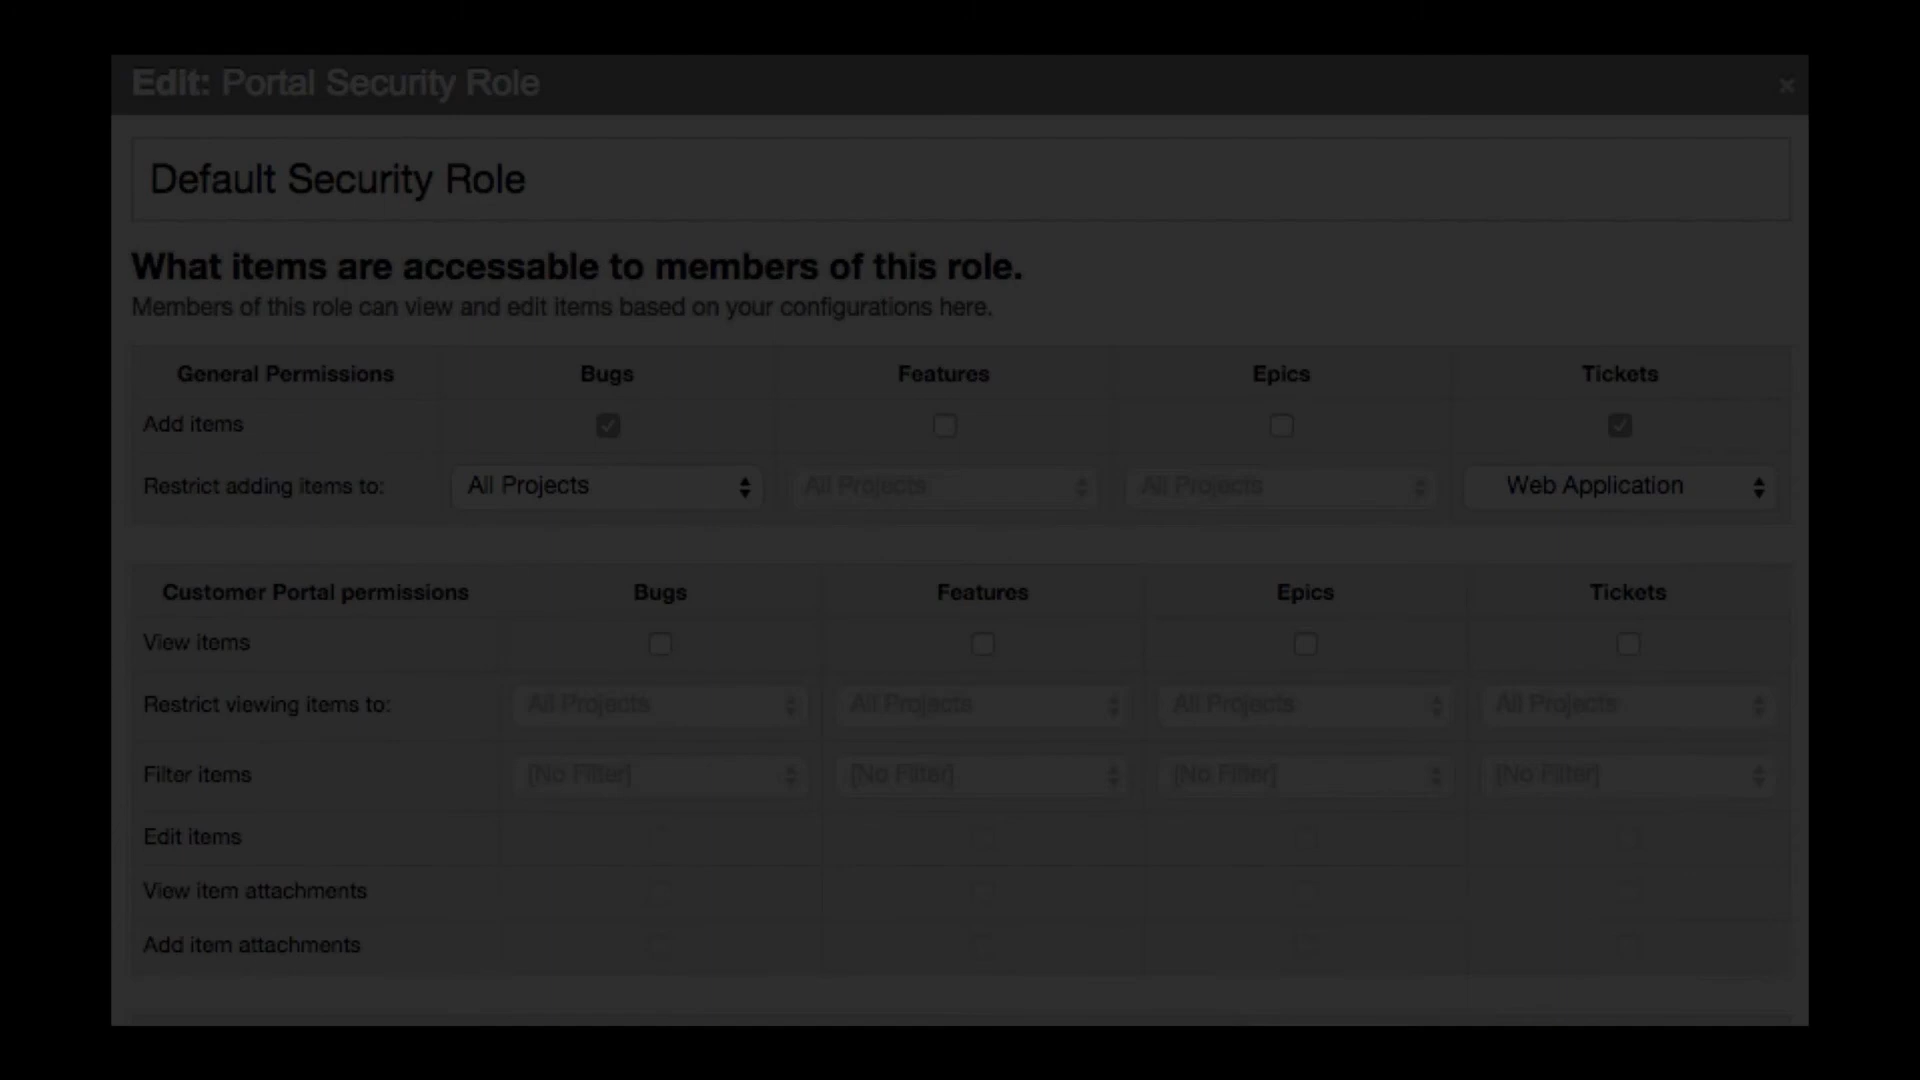 Edit: Portal Security Role ×
Default Security Role
What items are accessable to members of this role.
Members of this role can view and edit items based on your configurations here.
General Permissions Bugs Features Epics Tickets
Add items
Restrict adding items to: All Projects All Projects All Projects Web Application
Customer Portal permissions Bugs Features Epics Tickets
View items
Restrict viewing items to: All Projects All Projects All Projects All Projects
Filter items [No Filter] [No Filter] [No Filter] [No Filter]
Edit items
View item attachments
Add item attachments